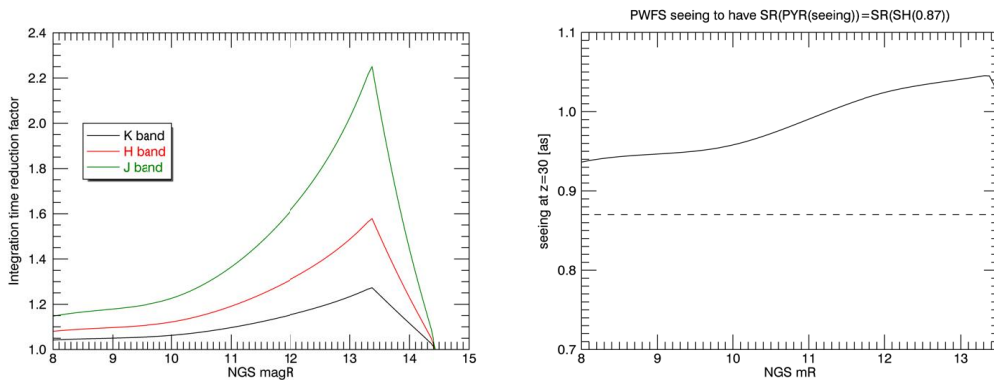 2.4
2.2
2.0
1.8
1.6
1.4
1.2
1.0
Integration time reduction factor
K band
H band
J band
8 9 10 11 12 13 14 15
NGS magR
PWFS seeing to have SR(PYR(seeing))=SR(SH(0.87))
1.1
1.0
0.9
0.8
0.7
seeing at z=30 [as]
8 9 10 11 12 13
NGS mR